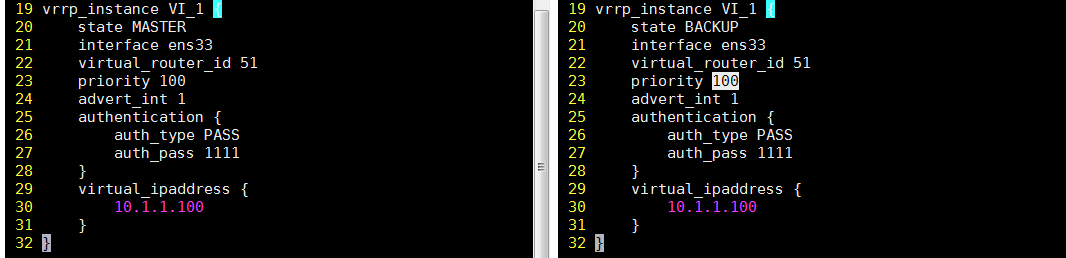 19 vrrp_instance VI_1 {
20     state MASTER
21     interface ens33
22     virtual_router_id 51
23     priority 100
24     advert_int 1
25     authentication {
26         auth_type PASS
27         auth_pass 1111
28     }
29     virtual_ipaddress {
30         10.1.1.100
31     }
32 }
19 vrrp_instance VI_1 {
20     state BACKUP
21     interface ens33
22     virtual_router_id 51
23     priority 100
24     advert_int 1
25     authentication {
26         auth_type PASS
27         auth_pass 1111
28     }
29     virtual_ipaddress {
30         10.1.1.100
31     }
32 }